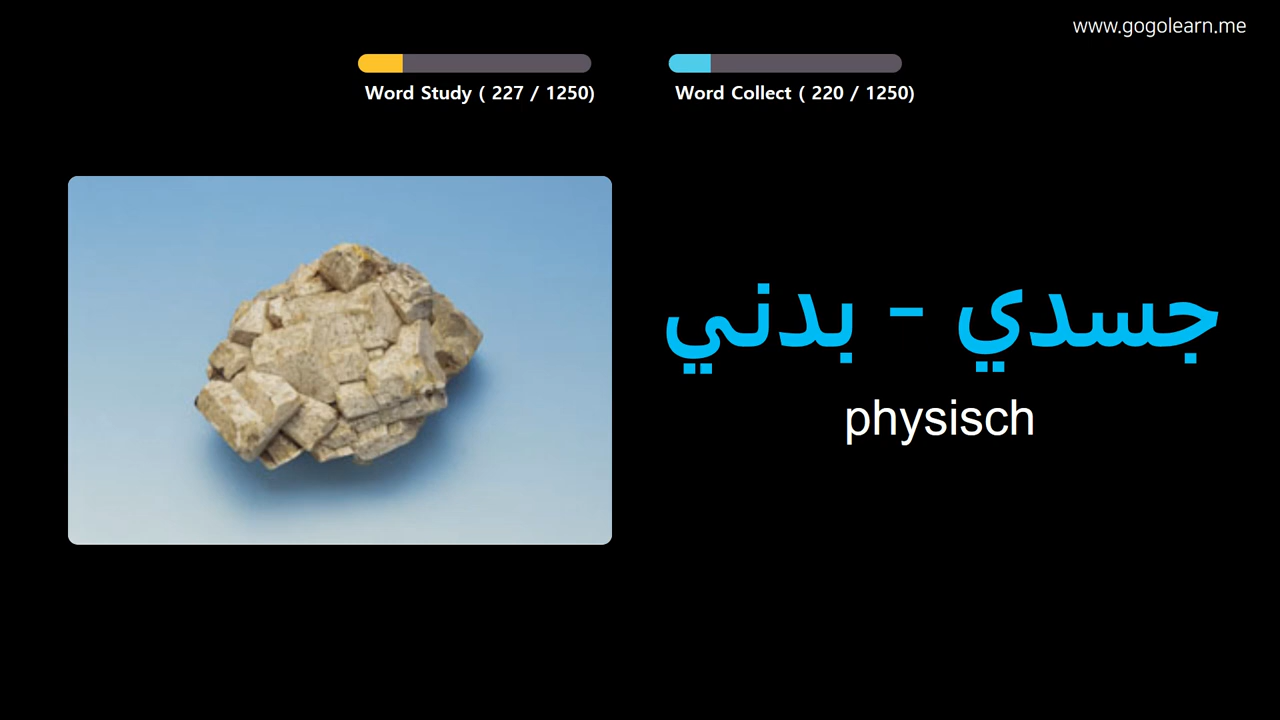 www.gogolearn.me
Word Study ( 227 / 1250)
Word Collect ( 220 / 1250)
جسدي - بدني
physisch